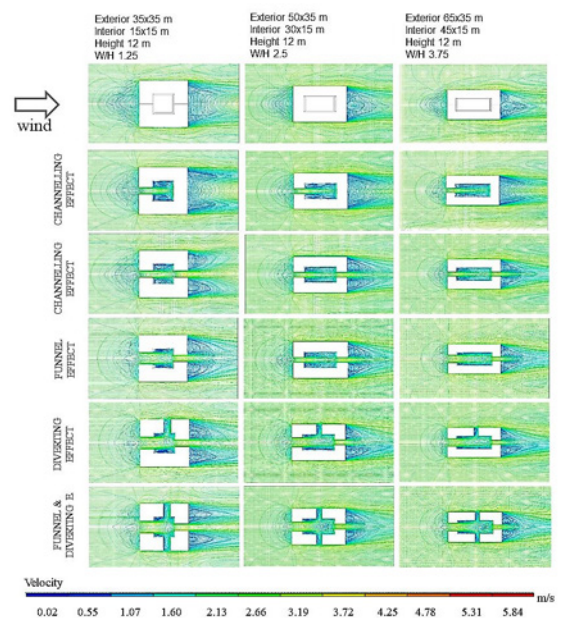 Exterior 35x35 m
Interior 15x15 m
Height 12 m
W/H 1.25
Exterior 50x35 m
Interior 30x15 m
Height 12 m
W/H 2.5
Exterior 65x35 m
Interior 45x15 m
Height 12 m
W/H 3.75
wind
CHANNELLING
EFFECT
CHANNELLING
EFFECT
FUNNEL
EFFECT
DIVERTING
EFFECT
FUNNEL &
DIVERTING E
Velocity
m/s
0.02 0.55 1.07 1.60 2.13 2.66 3.19 3.72 4.25 4.78 5.31 5.84